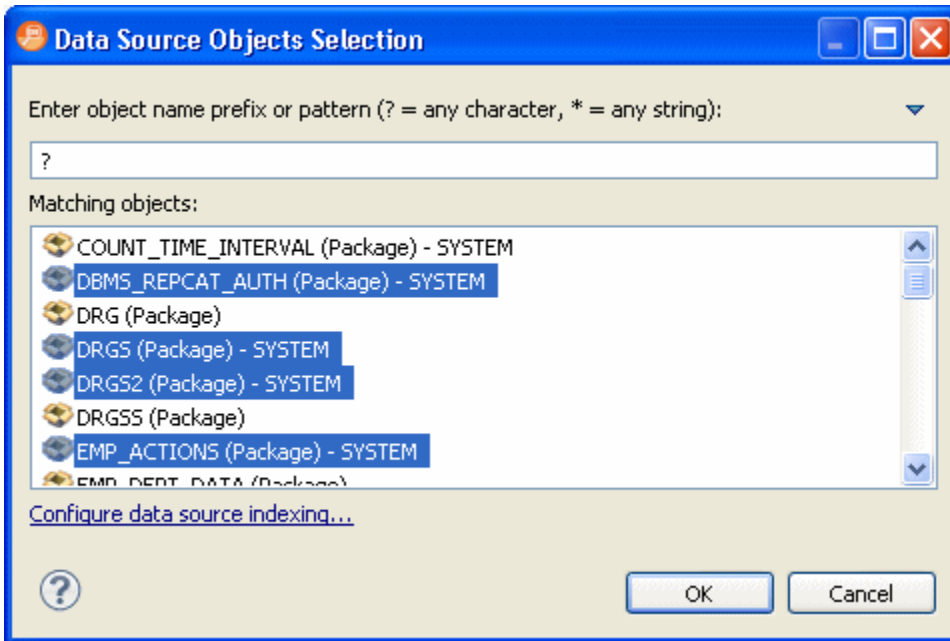 Data Source Objects Selection
Enter object name prefix or pattern (? = any character, * = any string):
?
Matching objects:
COUNT_TIME_INTERVAL (Package) - SYSTEM
DBMS_REPCAT_AUTH (Package) - SYSTEM
DRG (Package)
DRGS (Package) - SYSTEM
DRGS2 (Package) - SYSTEM
DRGSS (Package)
EMP_ACTIONS (Package) - SYSTEM
EMP_DEPT_DATA (Package)
Configure data source indexing...
? OK Cancel